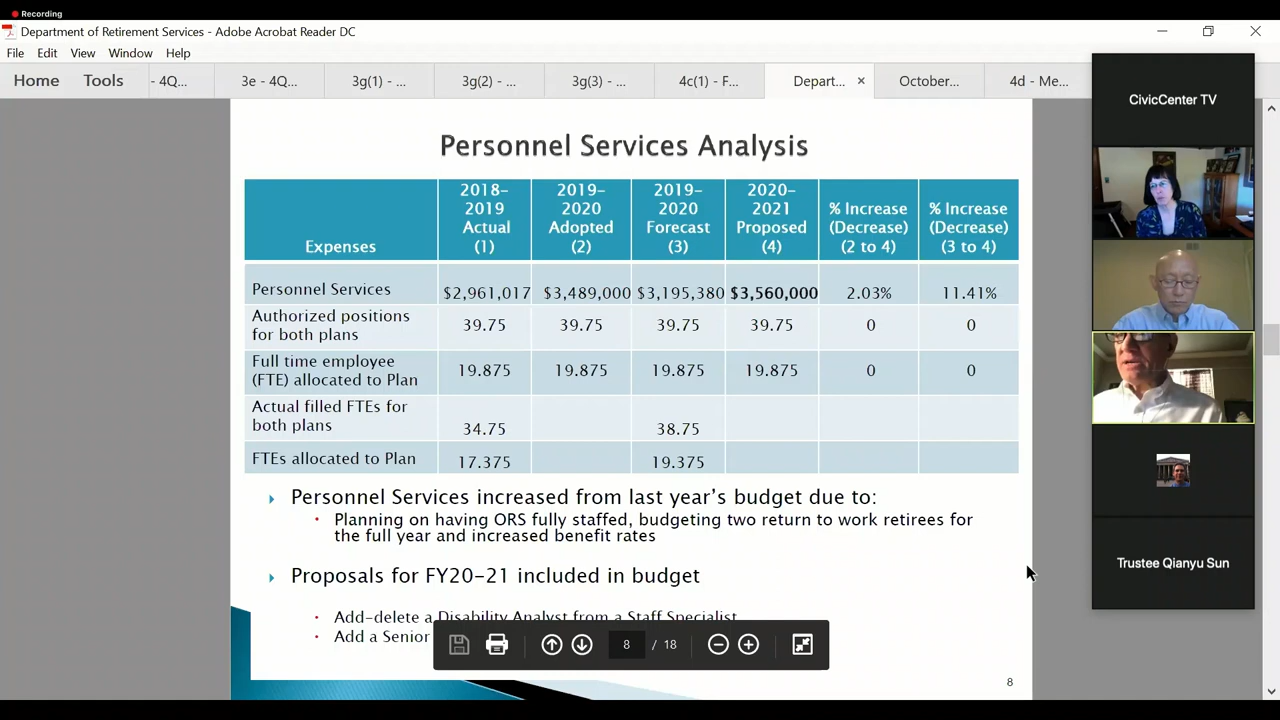 Recording
Department of Retirement Services - Adobe Acrobat Reader DC
File Edit View Window Help
Home Tools - 4Q... 3e - 4Q... 3g(1) - ... 3g(2) - ... 3g(3) - ... 4c(1) - F... Depart... × October... 4d - Me...
Personnel Services Analysis
Expenses
2018-
2019
Actual
(1)
2019-
2020
Adopted
(2)
2019-
2020
Forecast
(3)
2020-
2021
Proposed
(4)
% Increase
(Decrease)
(2 to 4)
% Increase
(Decrease)
(3 to 4)
Personnel Services $2,961,017 $3,489,000 $3,195,380 $3,560,000 2.03% 11.41%
Authorized positions
for both plans
39.75 39.75 39.75 39.75 0 0
Full time employee
(FTE) allocated to Plan
19.875 19.875 19.875 19.875 0 0
Actual filled FTEs for
both plans
34.75 38.75
FTEs allocated to Plan 17.375 19.375
Personnel Services increased from last year's budget due to:
Planning on having ORS fully staffed, budgeting two return to work retirees for
the full year and increased benefit rates
Proposals for FY20-21 included in budget
Add-delete a Disability Analyst from a Staff Specialist
Add a Senior
8 / 18
8
CivicCenter TV
Trustee Qianyu Sun